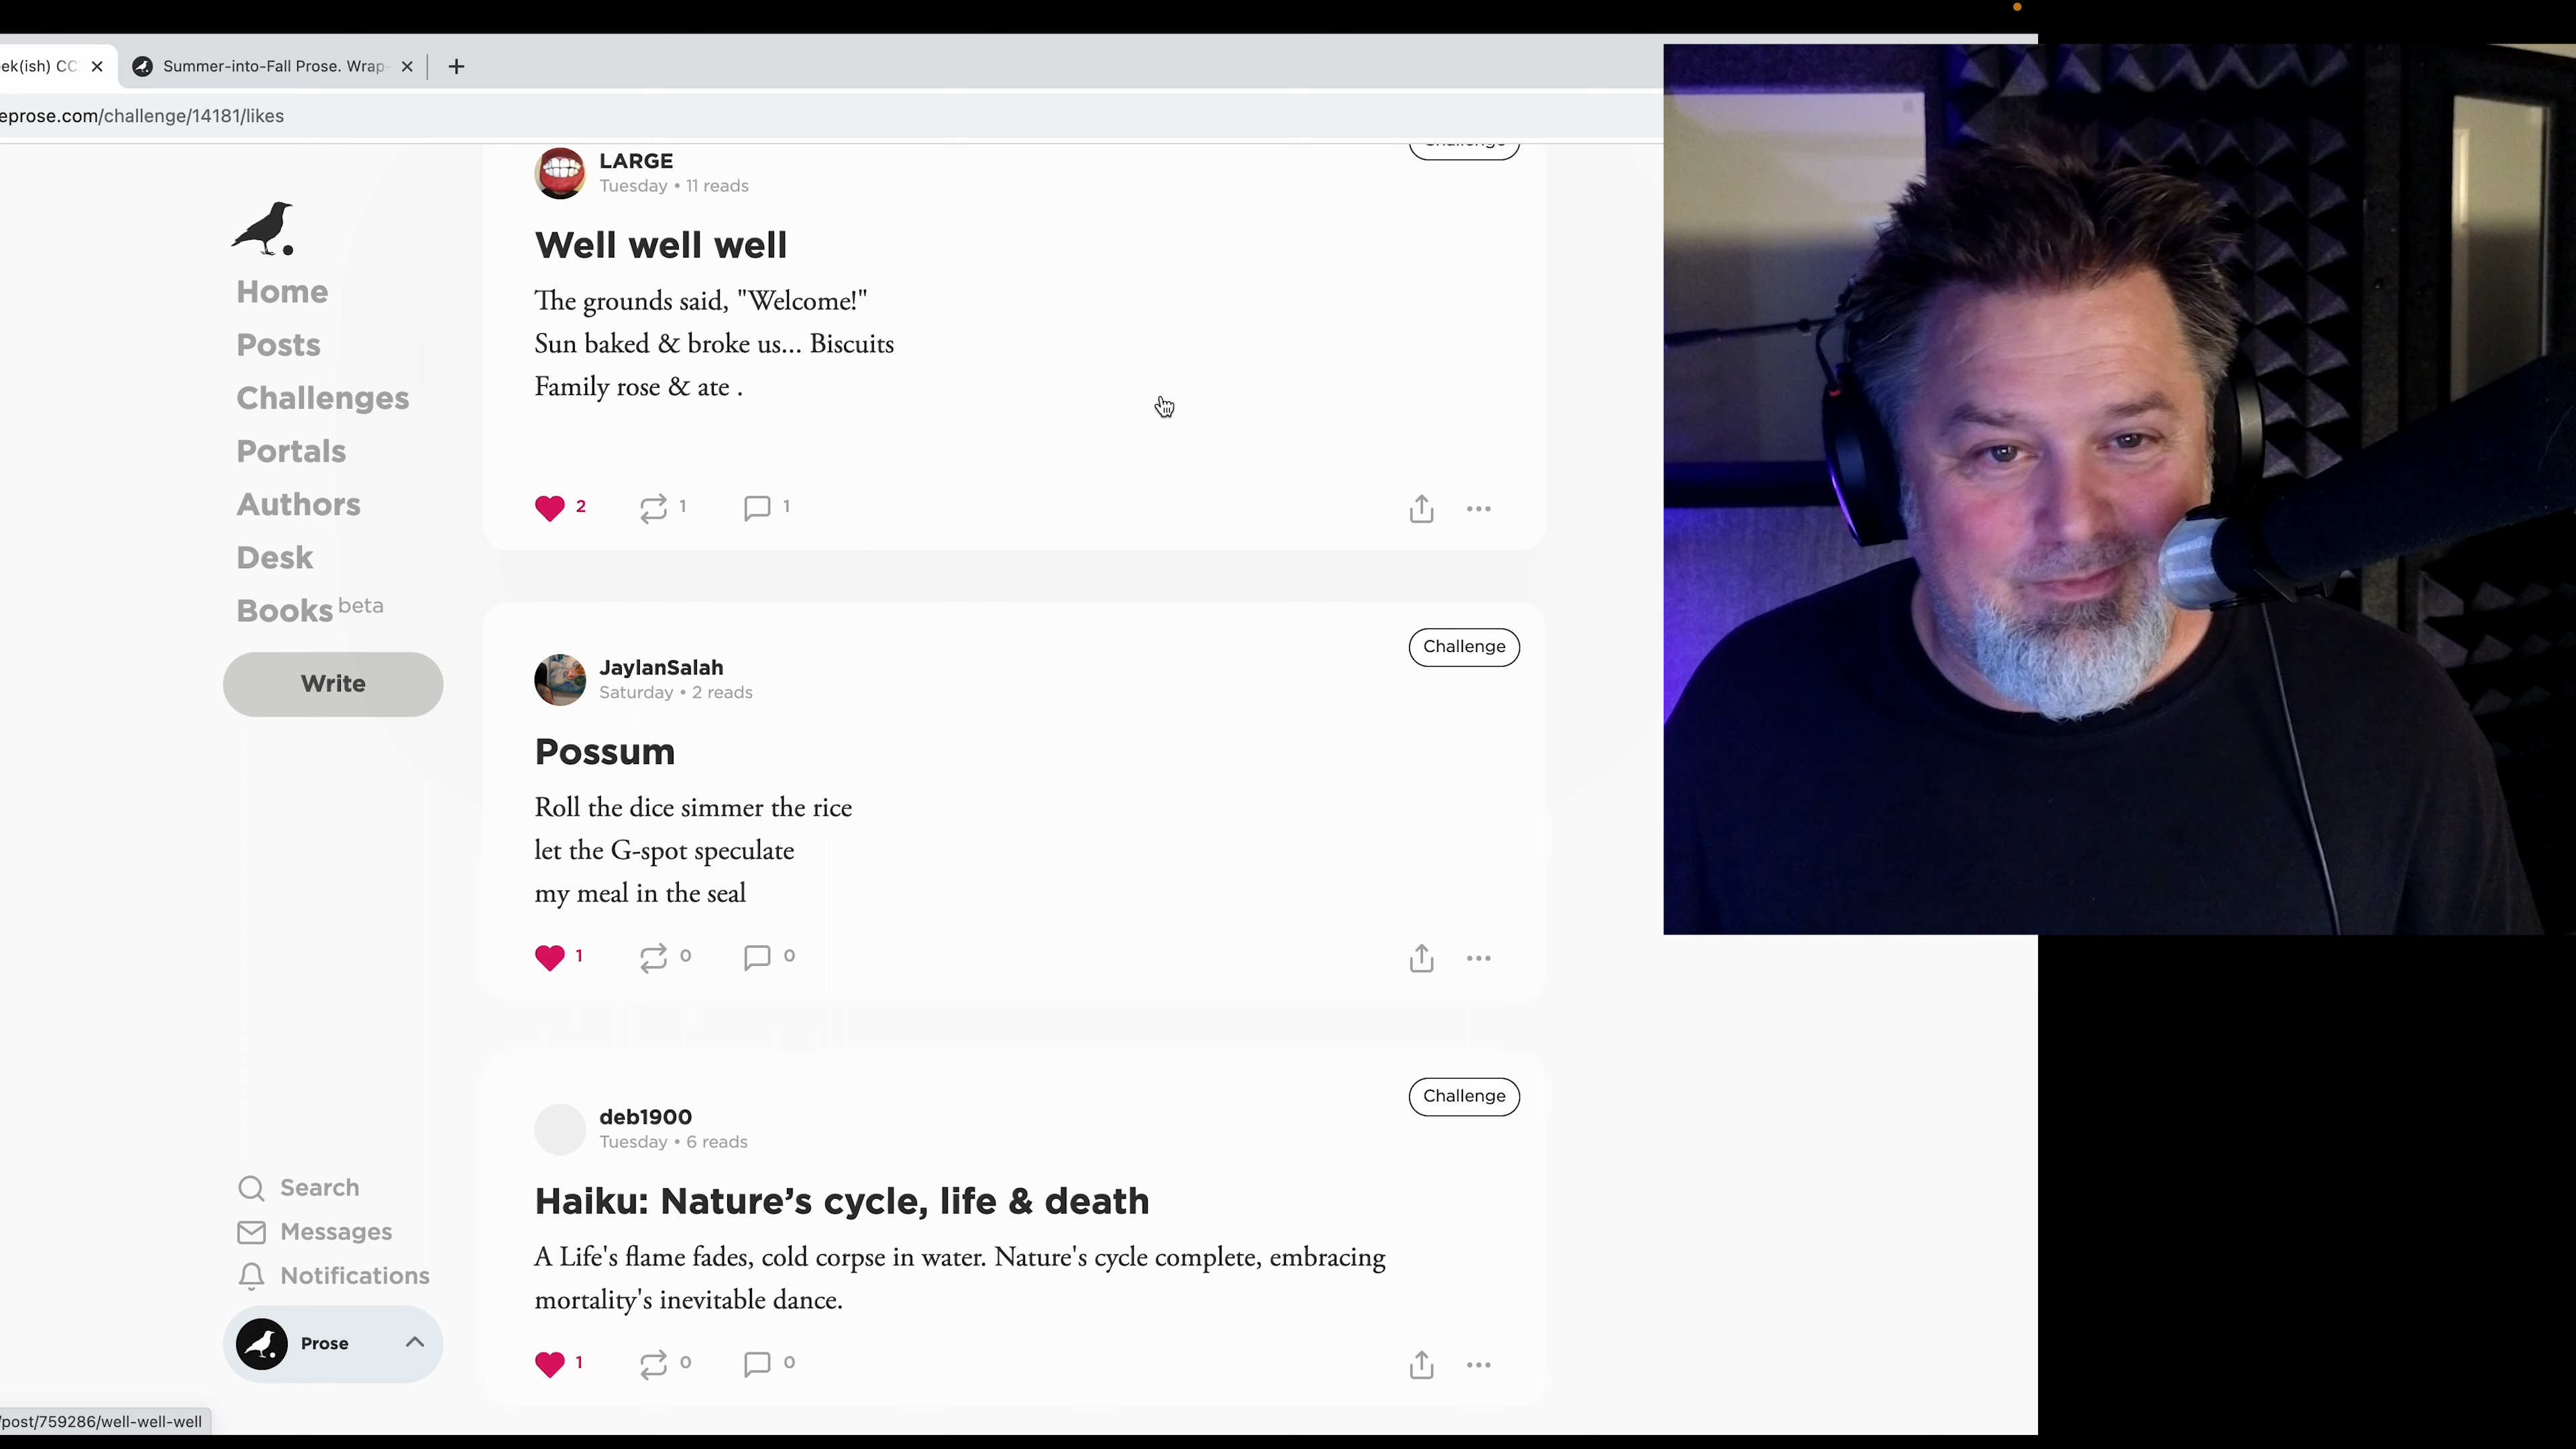 ek(ish) CC
Summer-into-Fall Prose. Wrap-
eprose.com/challenge/14181/likes
Home
Posts
Challenges
Portals
Authors
Desk
Books beta
Write
Search
Messages
Notifications
Prose
LARGE
Tuesday • 11 reads
Challenge
Well well well
The grounds said, "Welcome!"
Sun baked & broke us... Biscuits
Family rose & ate .
2
1
1
JaylanSalah
Saturday • 2 reads
Challenge
Possum
Roll the dice simmer the rice
let the G-spot speculate
my meal in the seal
1
0
0
deb1900
Tuesday • 6 reads
Challenge
Haiku: Nature's cycle, life & death
A Life's flame fades, cold corpse in water. Nature's cycle complete, embracing
mortality's inevitable dance.
1
0
0
/post/759286/well-well-well